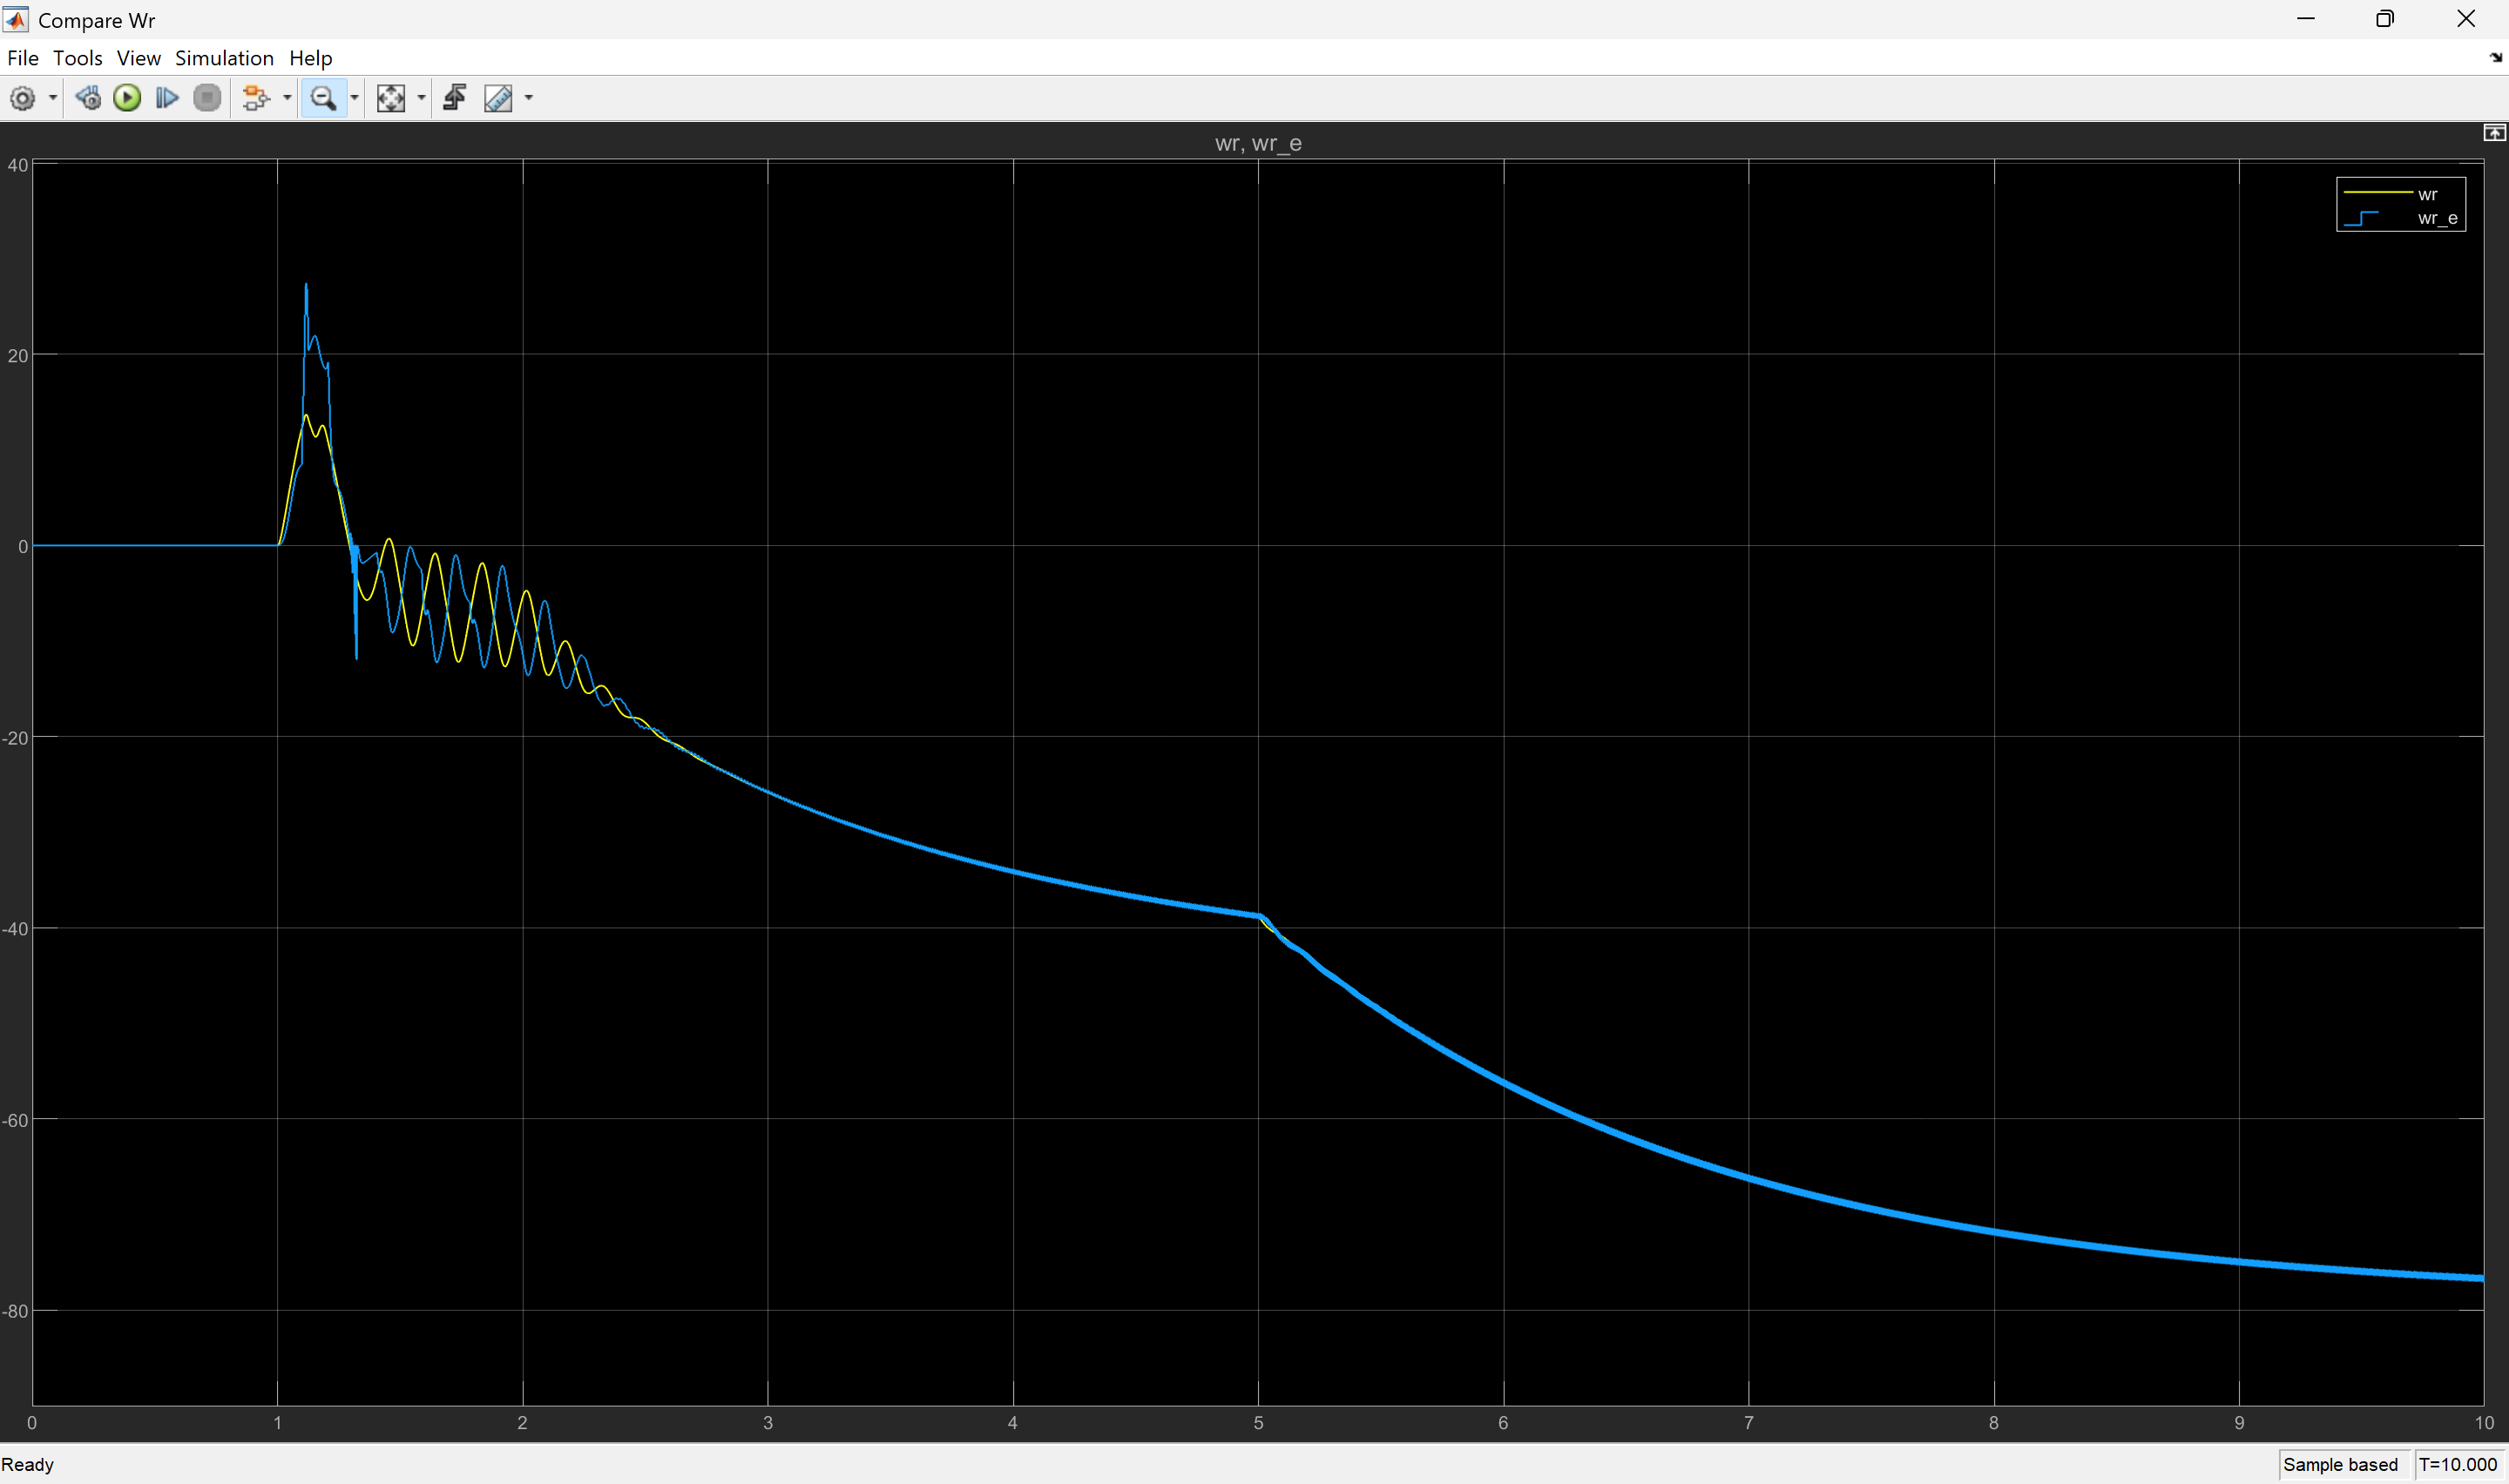 Compare Wr
File Tools View Simulation Help
wr, wr_e
40
20
0
-20
-40
-60
-80
wr
wr_e
0 1 2 3 4 5 6 7 8 9 10
Ready
Sample based T=10.000